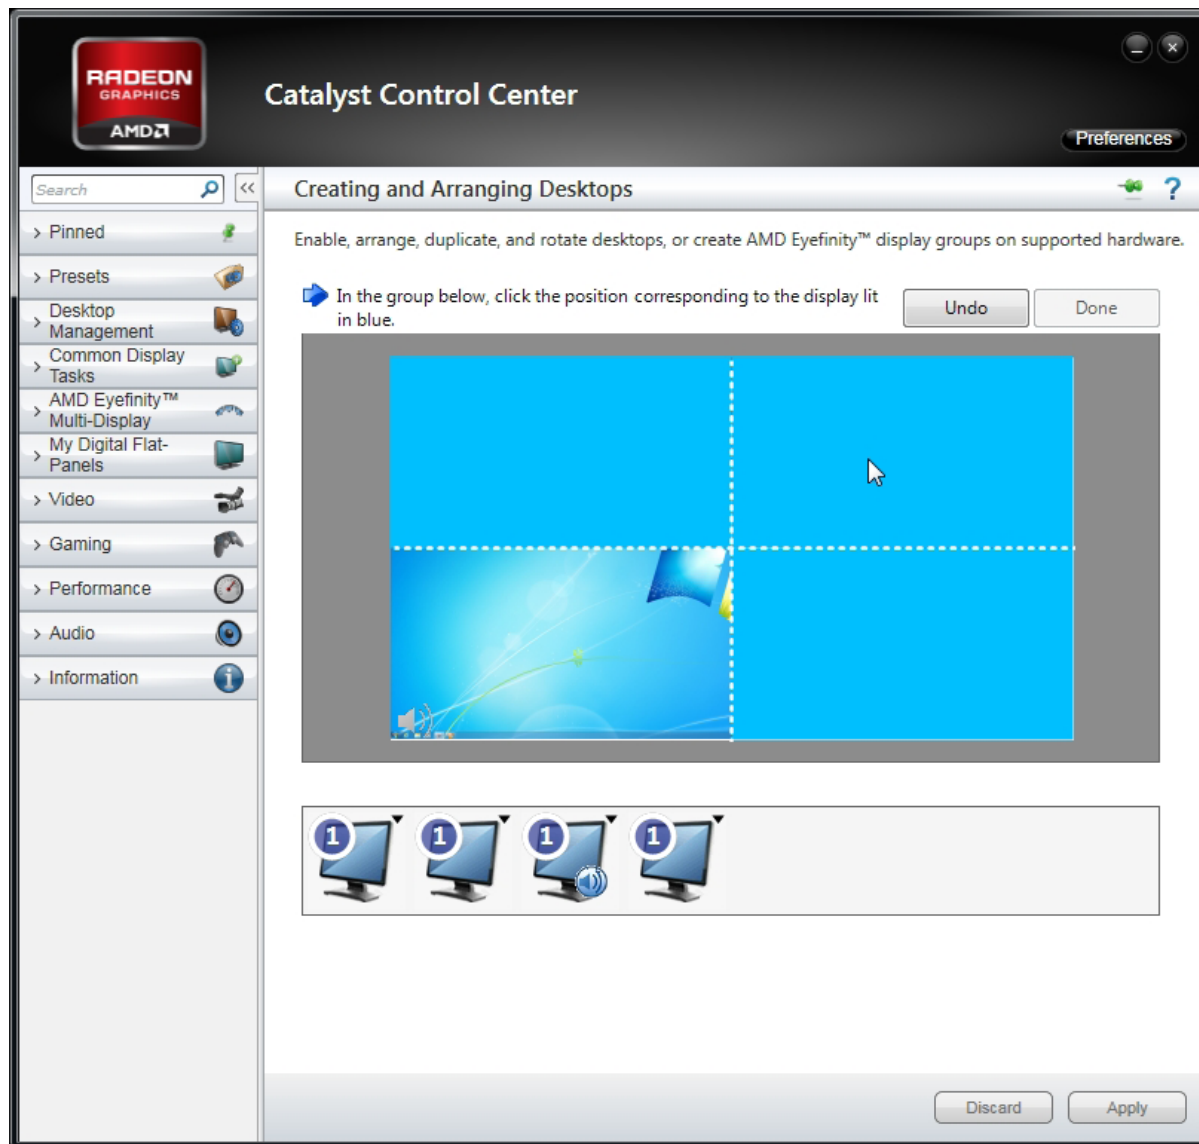 RADEON
GRAPHICS
AMD
Catalyst Control Center
Preferences
Search
<<
Creating and Arranging Desktops
?
> Pinned
Enable, arrange, duplicate, and rotate desktops, or create AMD Eyefinity™ display groups on supported hardware.
> Presets
In the group below, click the position corresponding to the display lit
in blue.
Undo
Done
> Desktop
Management
> Common Display
Tasks
> AMD Eyefinity™
Multi-Display
> My Digital Flat-
Panels
> Video
> Gaming
> Performance
> Audio
> Information
1 1 1 1
Discard
Apply